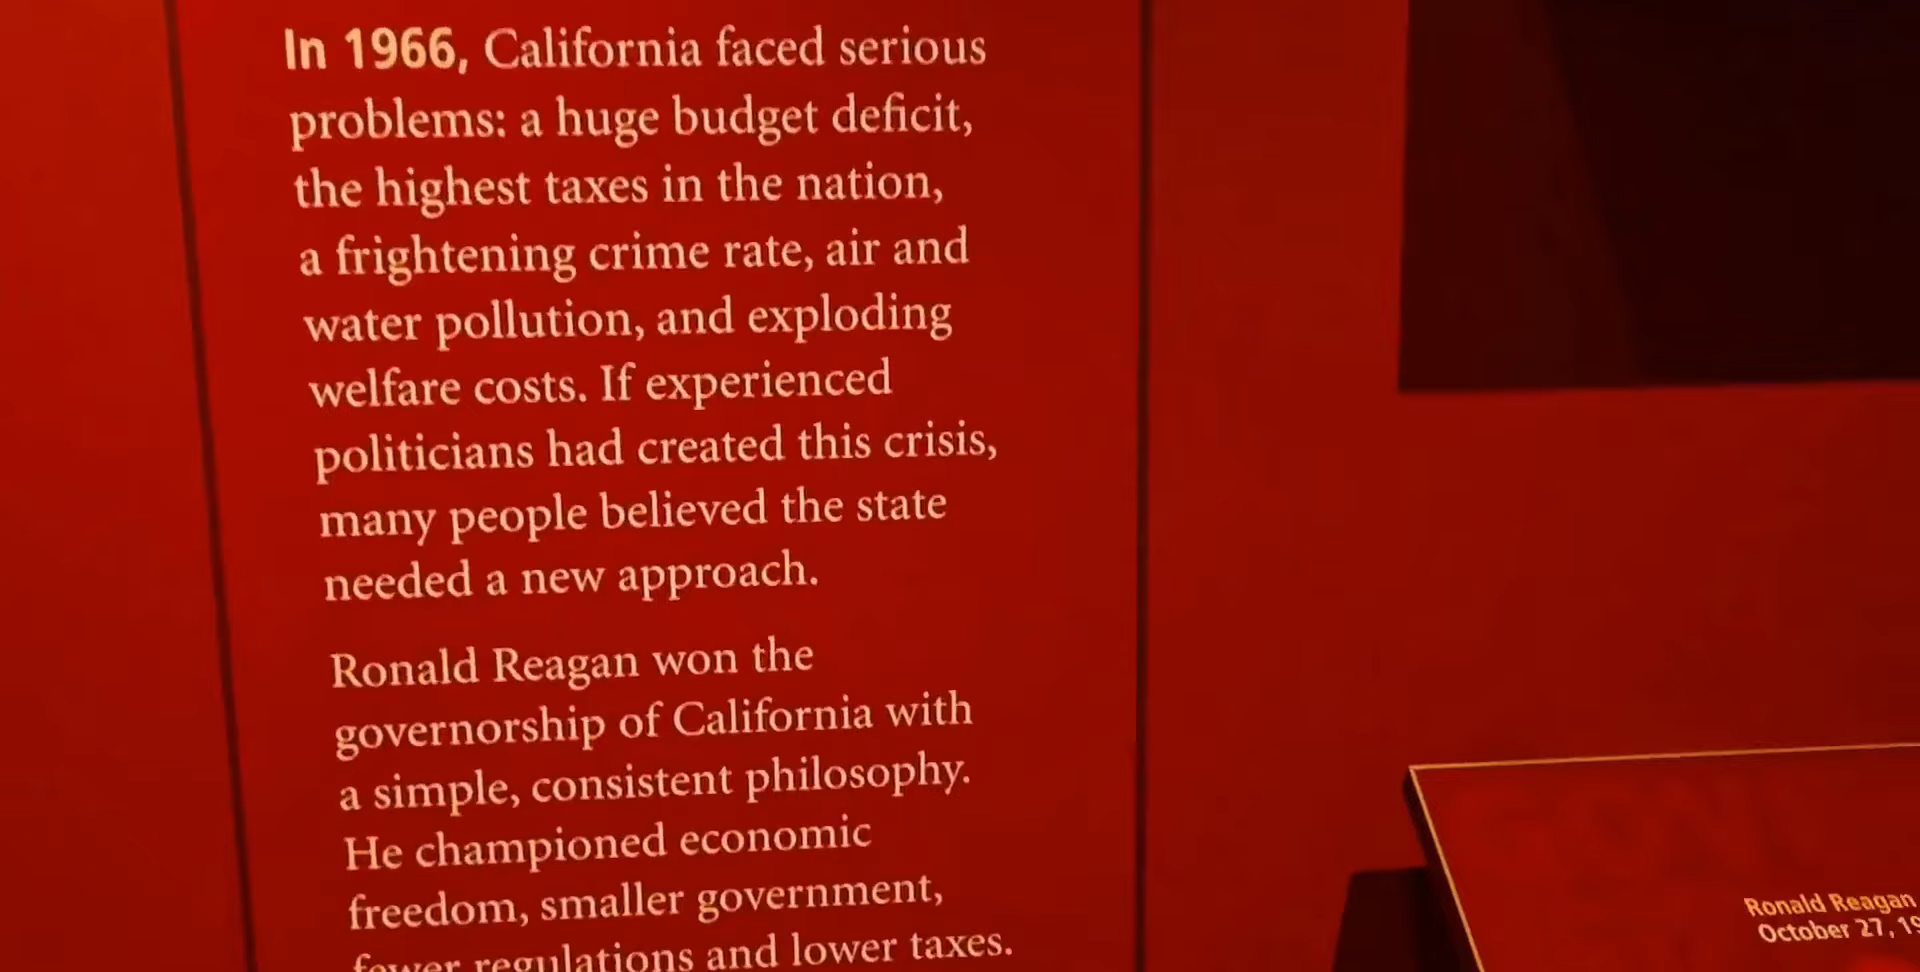 In 1966, California faced serious
problems: a huge budget deficit,
the highest taxes in the nation,
a frightening crime rate, air and
water pollution, and exploding
welfare costs. If experienced
politicians had created this crisis,
many people believed the state
needed a new approach.
Ronald Reagan won the
governorship of California with
a simple, consistent philosophy.
He championed economic
freedom, smaller government,
fewer regulations and lower taxes.
Ronald Reagan
October 27, 19